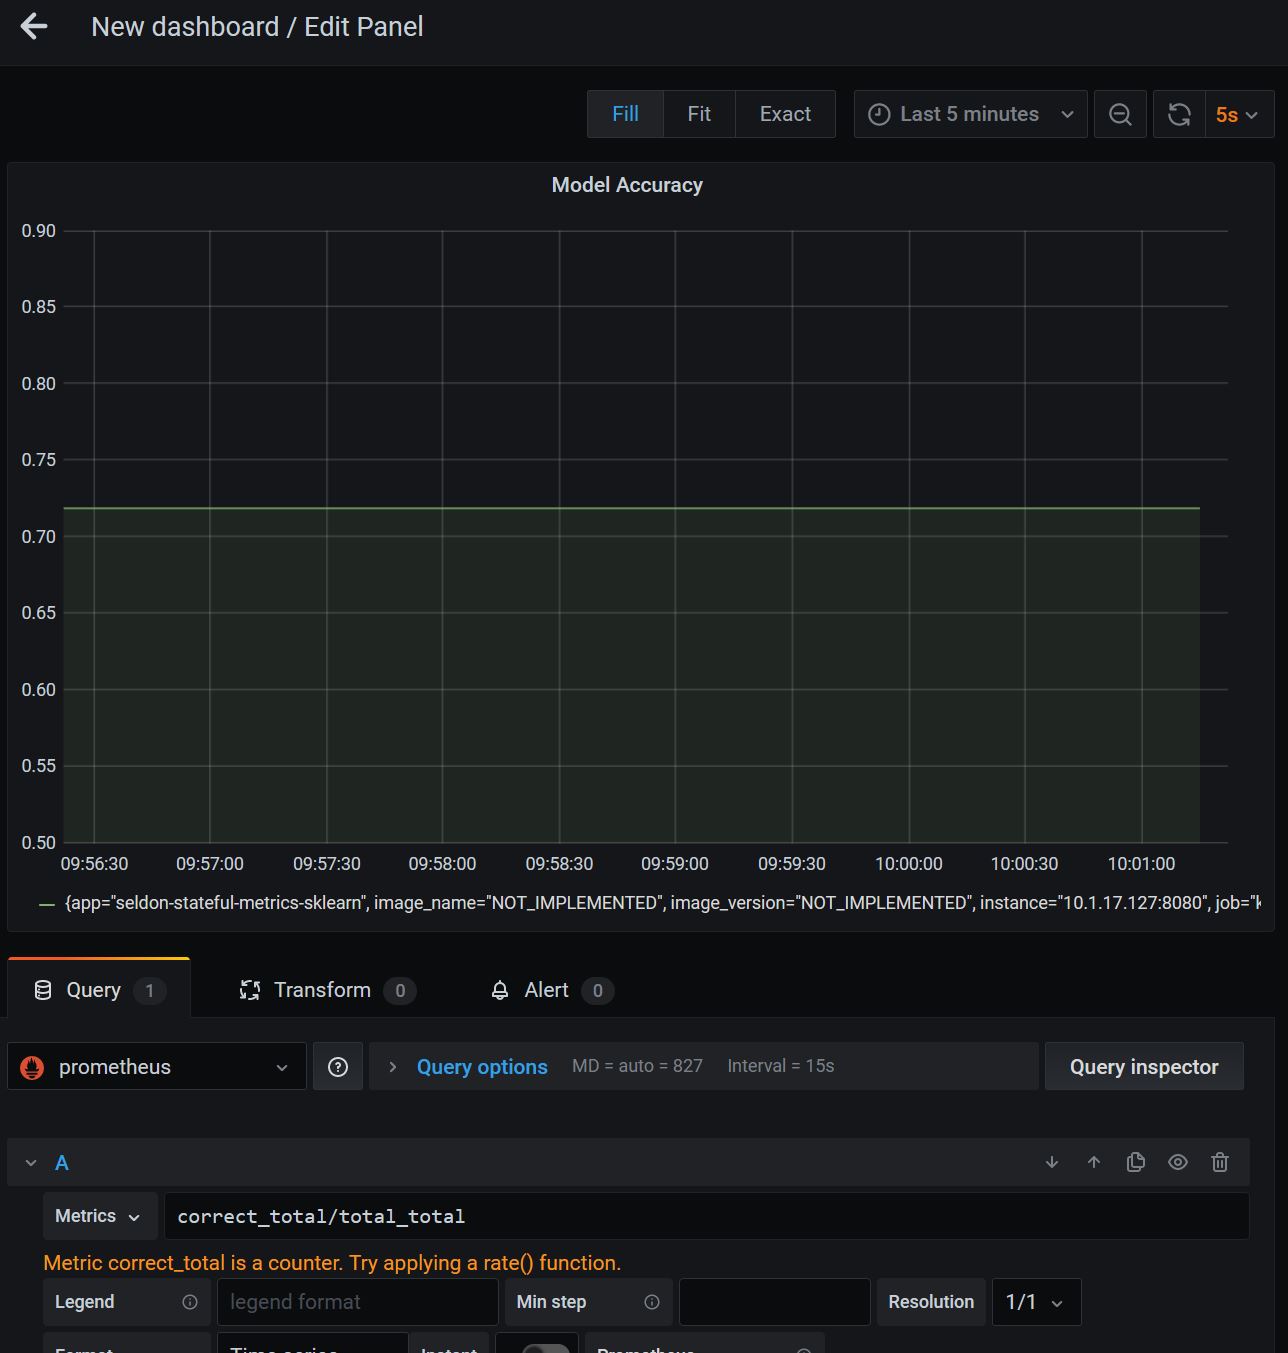 New dashboard / Edit Panel
Fill Fit Exact Last 5 minutes 5s
Model Accuracy
0.90
0.85
0.80
0.75
0.70
0.65
0.60
0.55
0.50
09:56:30 09:57:00 09:57:30 09:58:00 09:58:30 09:59:00 09:59:30 10:00:00 10:00:30 10:01:00
{app="seldon-stateful-metrics-sklearn", image_name="NOT_IMPLEMENTED", image_version="NOT_IMPLEMENTED", instance="10.1.17.127:8080", job="k
Query 1 Transform 0 Alert 0
prometheus Query options MD = auto = 827 Interval = 15s Query inspector
A
Metrics correct_total/total_total
Metric correct_total is a counter. Try applying a rate() function.
Legend legend format Min step Resolution 1/1
Format Time series Instant Prometheus